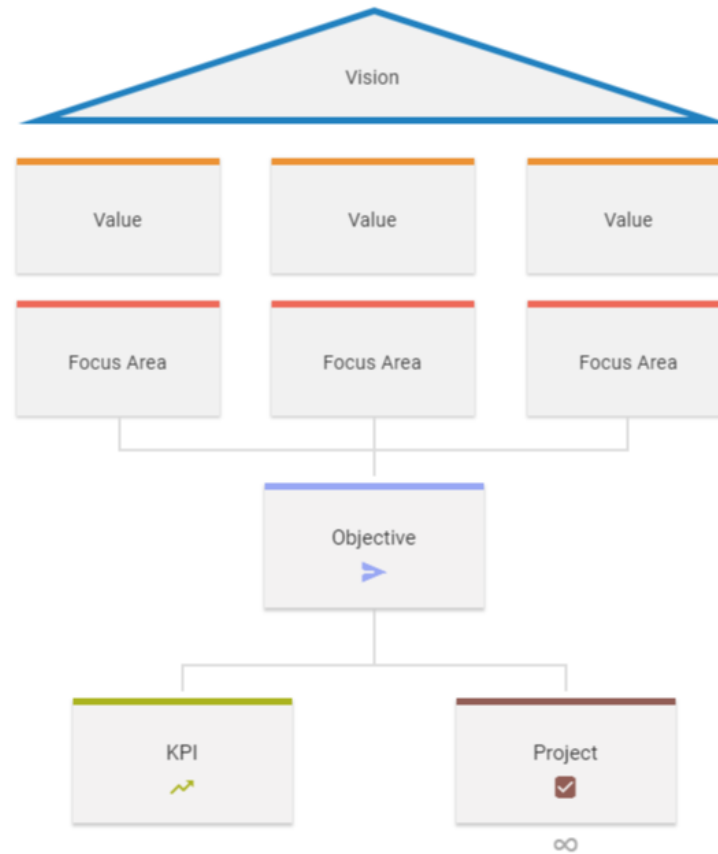 Vision
Value Value Value
Focus Area Focus Area Focus Area
Objective
KPI Project